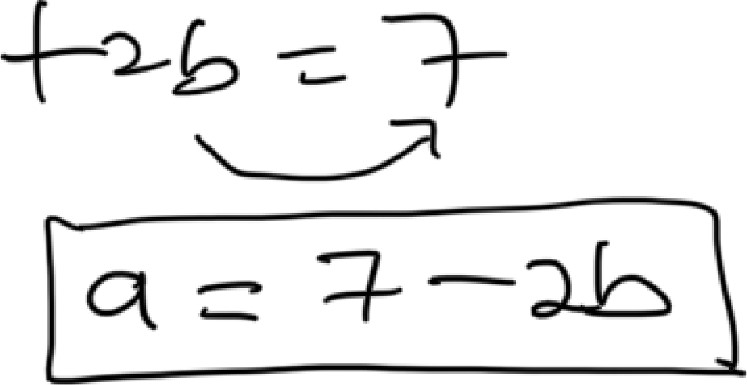 +2b = 7
a = 7 - 2b